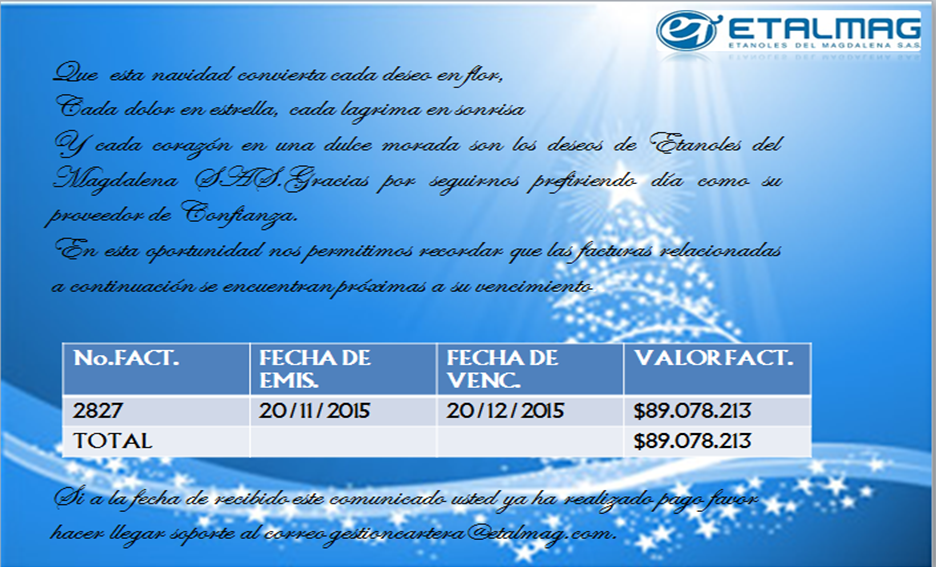 ETALMAG
ETANOLES DEL MAGDALENA S.A.S.
Que esta navidad convierta cada deseo en flor,
Cada dolor en estrella, cada lagrima en sonrisa
Y cada corazón en una dulce morada son los deseos de Etanoles del
Magdalena SAS.Gracias por seguirnos prefiriendo día como su
proveedor de Confianza.
En esta oportunidad nos permitimos recordar que las facturas relacionadas
a continuación se encuentran próximas a su vencimiento
No.FACT. FECHA DE EMIS. FECHA DE VENC. VALOR FACT.
2827 20/11/2015 20/12/2015 $89.078.213
TOTAL $89.078.213
Si a la fecha de recibido este comunicado usted ya ha realizado pago favor
hacer llegar soporte al correo gestioncartera@etalmag.com.